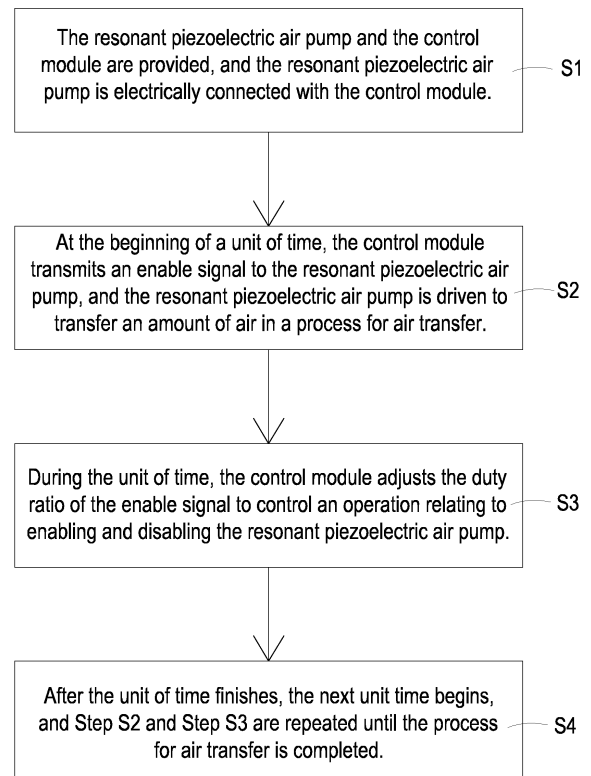 The resonant piezoelectric air pump and the control
module are provided, and the resonant piezoelectric air
pump is electrically connected with the control module.
S1
At the beginning of a unit of time, the control module
transmits an enable signal to the resonant piezoelectric air
pump, and the resonant piezoelectric air pump is driven to
transfer an amount of air in a process for air transfer.
S2
During the unit of time, the control module adjusts the duty
ratio of the enable signal to control an operation relating to
enabling and disabling the resonant piezoelectric air pump.
S3
After the unit of time finishes, the next unit time begins,
and Step S2 and Step S3 are repeated until the process
for air transfer is completed.
S4